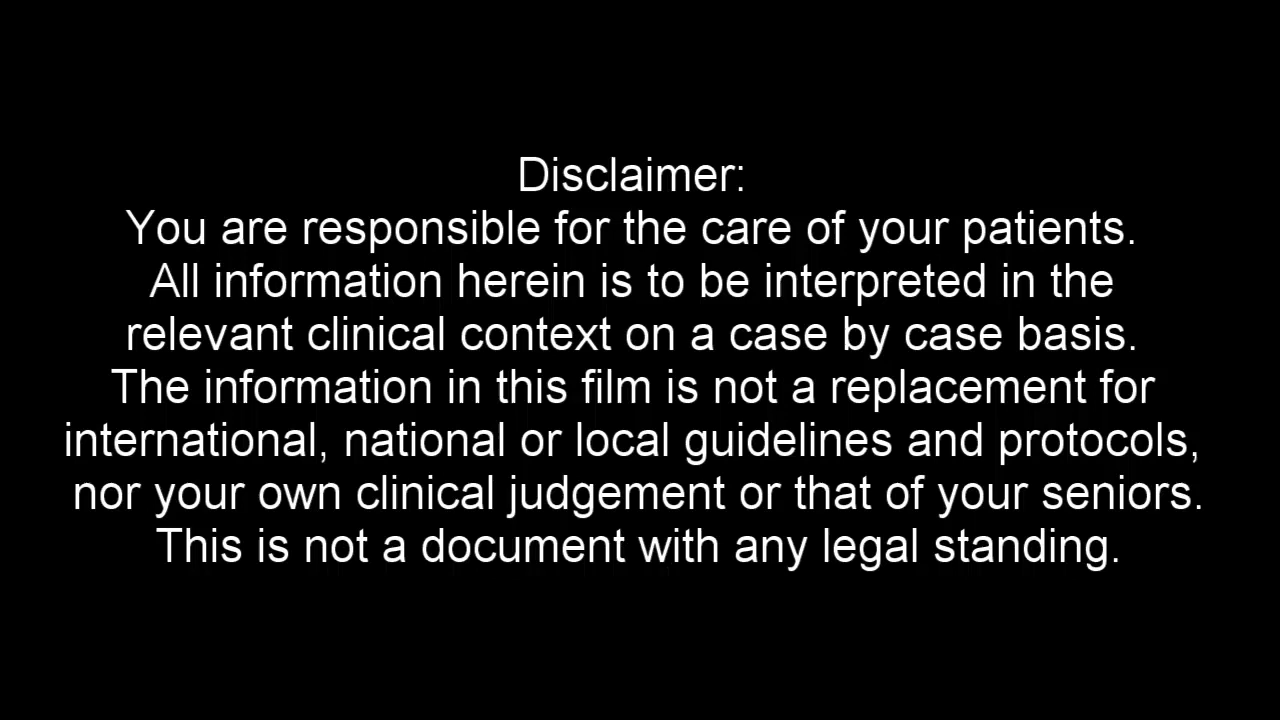 Disclaimer:
You are responsible for the care of your patients.
All information herein is to be interpreted in the
relevant clinical context on a case by case basis.
The information in this film is not a replacement for
international, national or local guidelines and protocols,
nor your own clinical judgement or that of your seniors.
This is not a document with any legal standing.